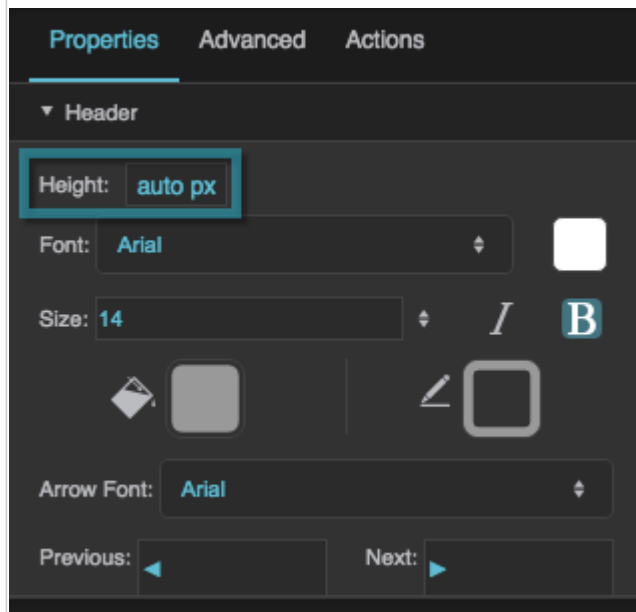 Properties Advanced Actions
▼ Header
Height: auto px
Font: Arial
Size: 14 I B
Arrow Font: Arial
Previous: ◀ Next: ▶